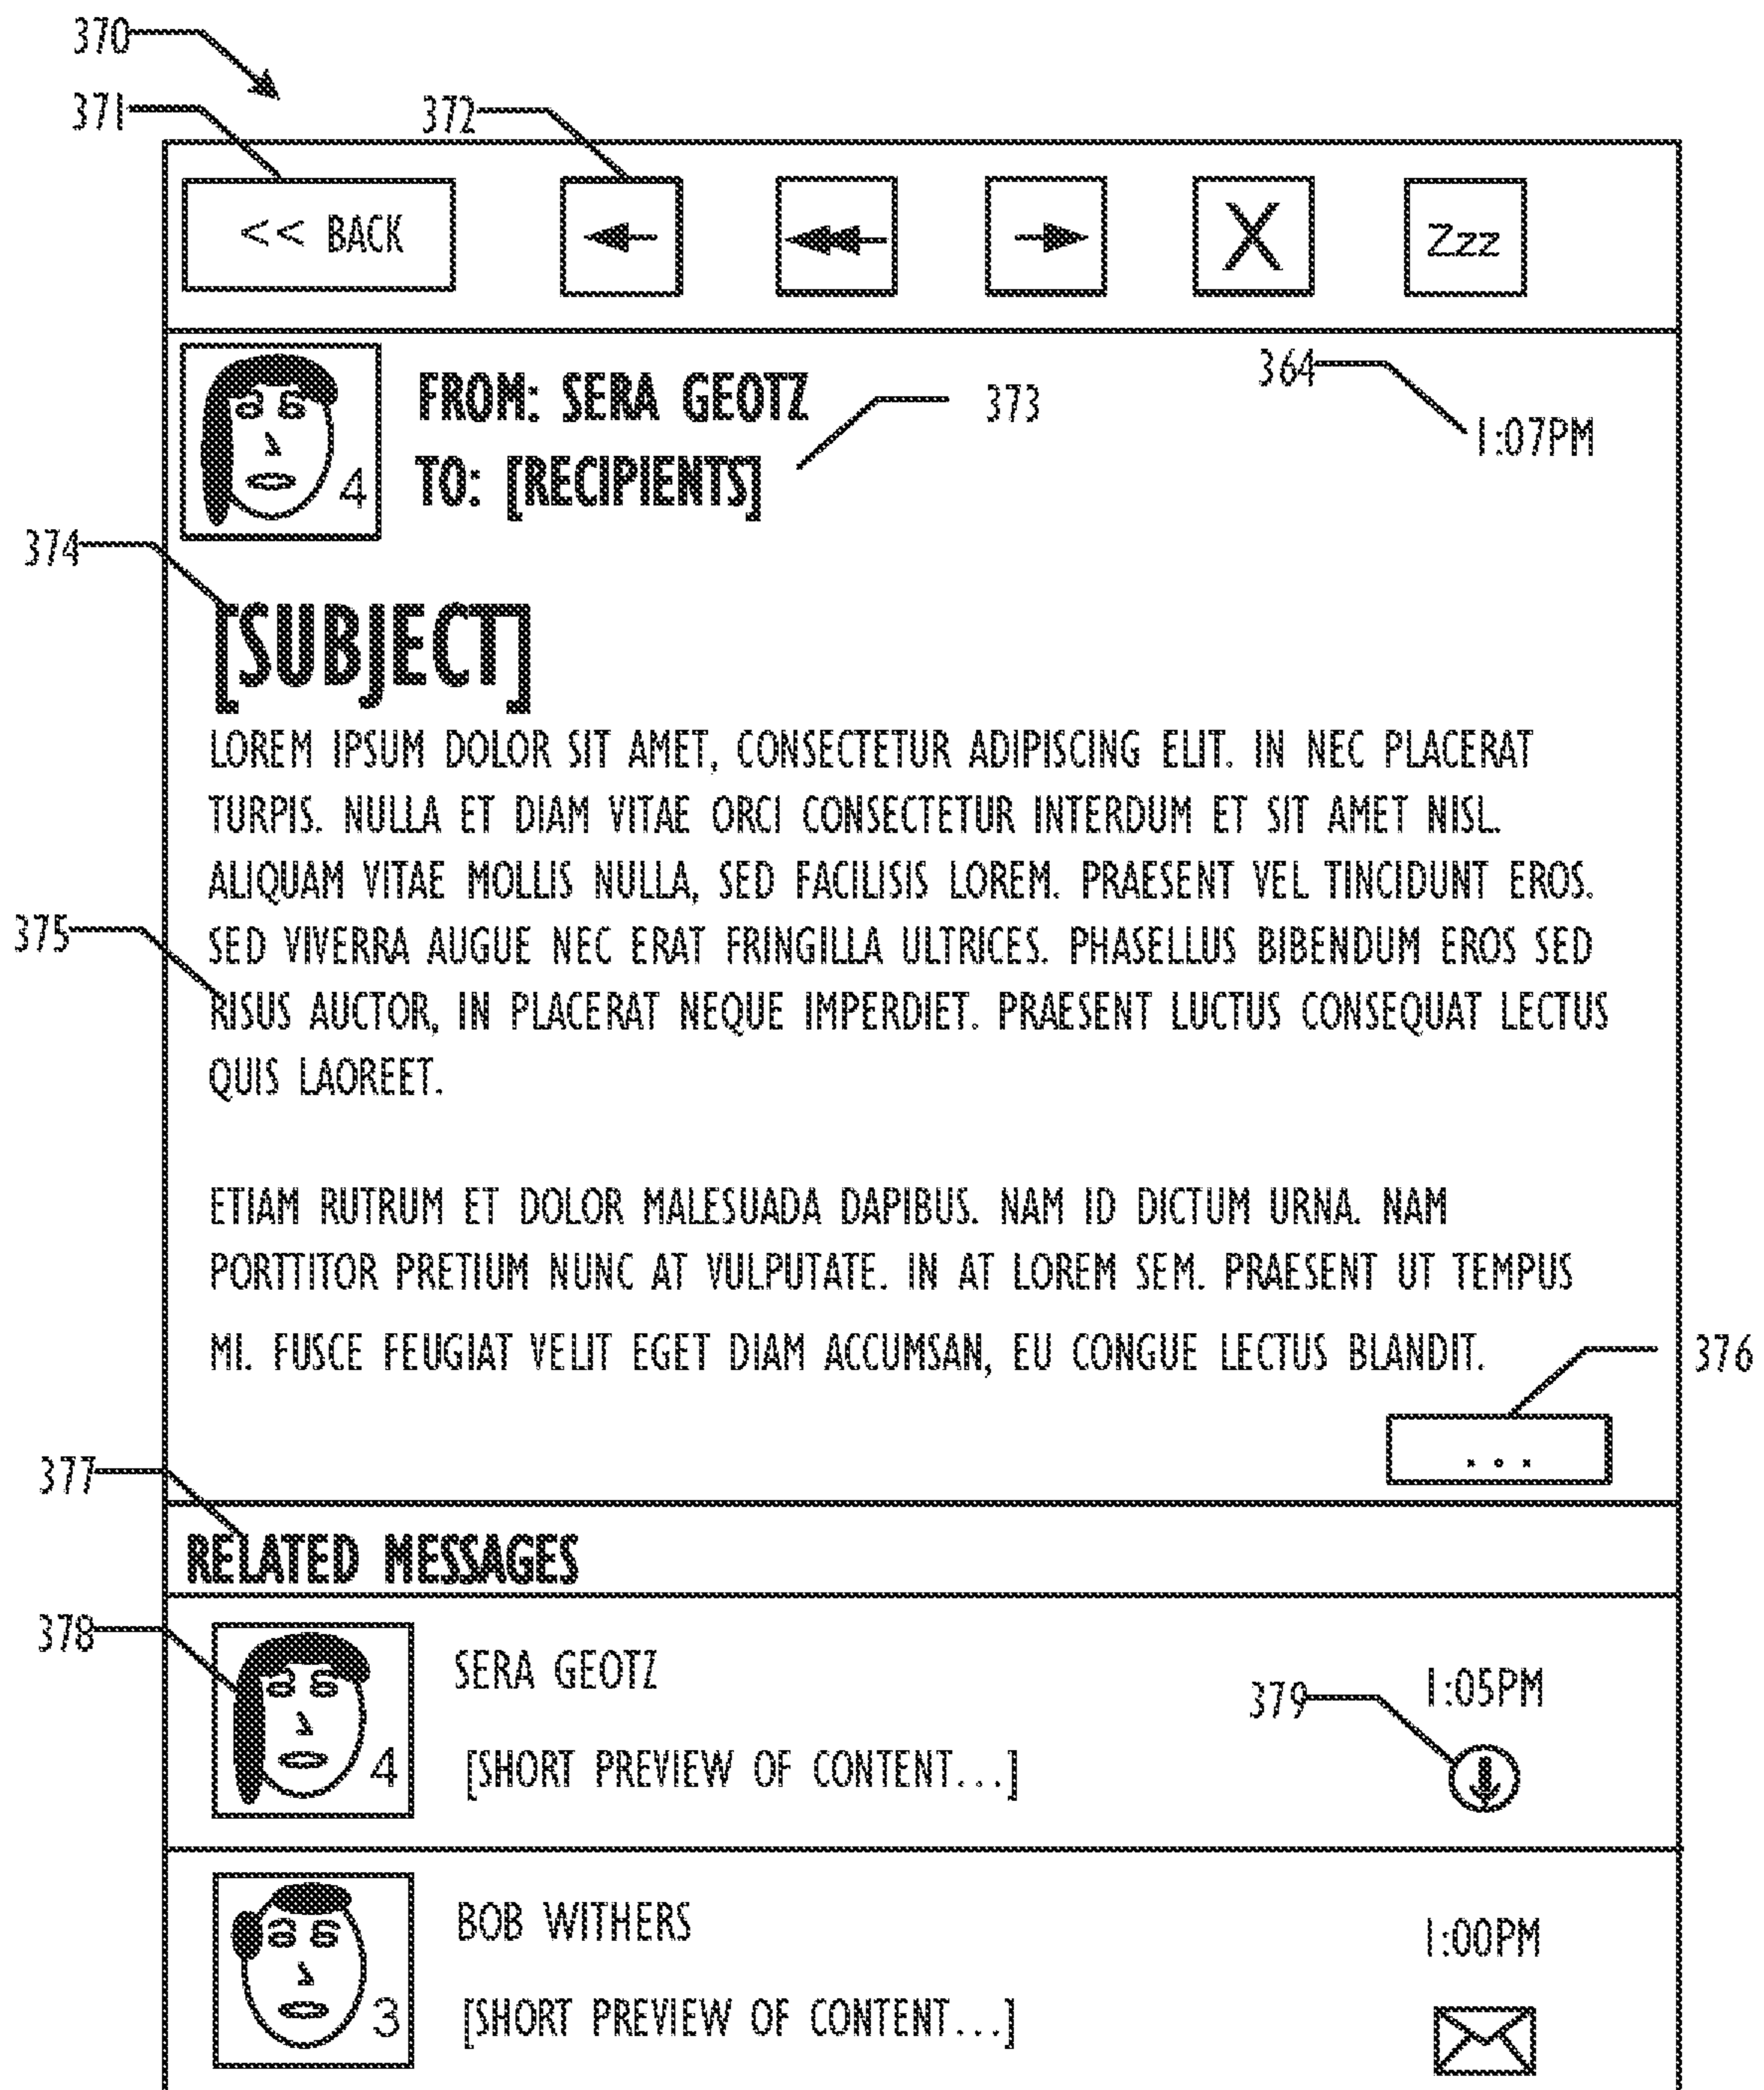 370
371
372
<< BACK
X
Zzz
364
FROM: SERA GEOTZ
373
1:07PM
TO: [RECIPIENTS]
4
374
[SUBJECT]
LOREM IPSUM DOLOR SIT AMET, CONSECTETUR ADIPISCING ELIT. IN NEC PLACERAT
TURPIS. NULLA ET DIAM VITAE ORCI CONSECTETUR INTERDUM ET SIT AMET NISL.
ALIQUAM VITAE MOLLIS NULLA, SED FACILISIS LOREM. PRAESENT VEL TINCIDUNT EROS.
375
SED VIVERRA AUGUE NEC ERAT FRINGILLA ULTRICES. PHASELLUS BIBENDUM EROS SED
RISUS AUCTOR, IN PLACERAT NEQUE IMPERDIET. PRAESENT LUCTUS CONSEQUAT LECTUS
QUIS LAOREET.
ETIAM RUTRUM ET DOLOR MALESUADA DAPIBUS. NAM ID DICTUM URNA. NAM
PORTTITOR PRETIUM NUNC AT VULPUTATE. IN AT LOREM SEM. PRAESENT UT TEMPUS
MI. FUSCE FEUGIAT VELIT EGET DIAM ACCUMSAN, EU CONGUE LECTUS BLANDIT.
376
...
377
RELATED MESSAGES
378
SERA GEOTZ
1:05PM
379
4
[SHORT PREVIEW OF CONTENT...]
BOB WITHERS
1:00PM
3
[SHORT PREVIEW OF CONTENT...]